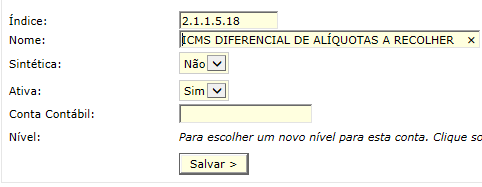 Índice: 2.1.1.5.18
Nome: ICMS DIFERENCIAL DE ALÍQUOTAS A RECOLHER ×
Sintética: Não
Ativa: Sim
Conta Contábil:
Nível: Para escolher um novo nível para esta conta. Clique so
Salvar >